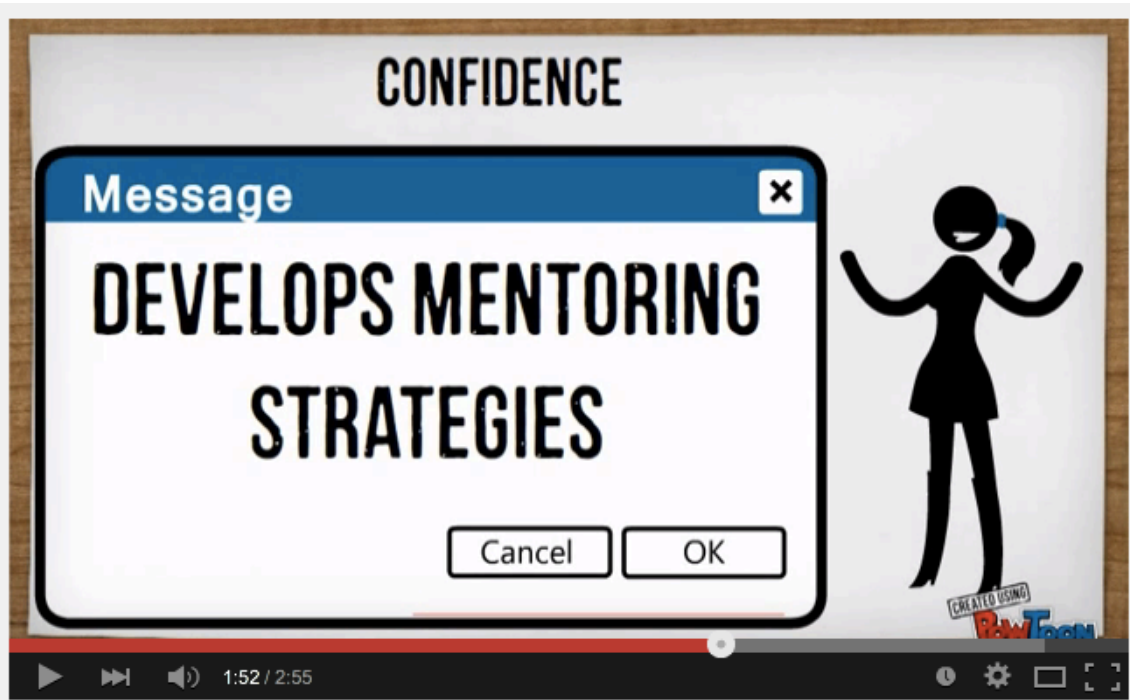 CONFIDENCE
Message
DEVELOPS MENTORING
STRATEGIES
Cancel OK
CREATED USING
POWTOON
1:52 / 2:55